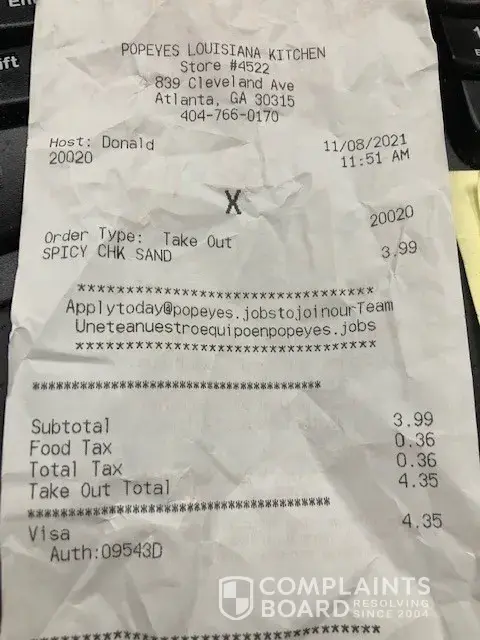 POPEYES LOUISIANA KITCHEN
Store #4522
839 Cleveland Ave
Atlanta, GA 30315
404-766-0170
Host: Donald 11/08/2021
20020 11:51 AM
X
20020
Order Type: Take Out
SPICY CHK SAND 3.99
********************************
Applytoday@popeyes.jobstojoinourTeam
Uneteanuestroequipoenpopeyes.jobs
********************************
************************************
Subtotal 3.99
Food Tax 0.36
Total Tax 0.36
Take Out Total 4.35
************************************
Visa 4.35
Auth:09543D
COMPLAINTS
BOARD RESOLVING
SINCE 2004
************************************